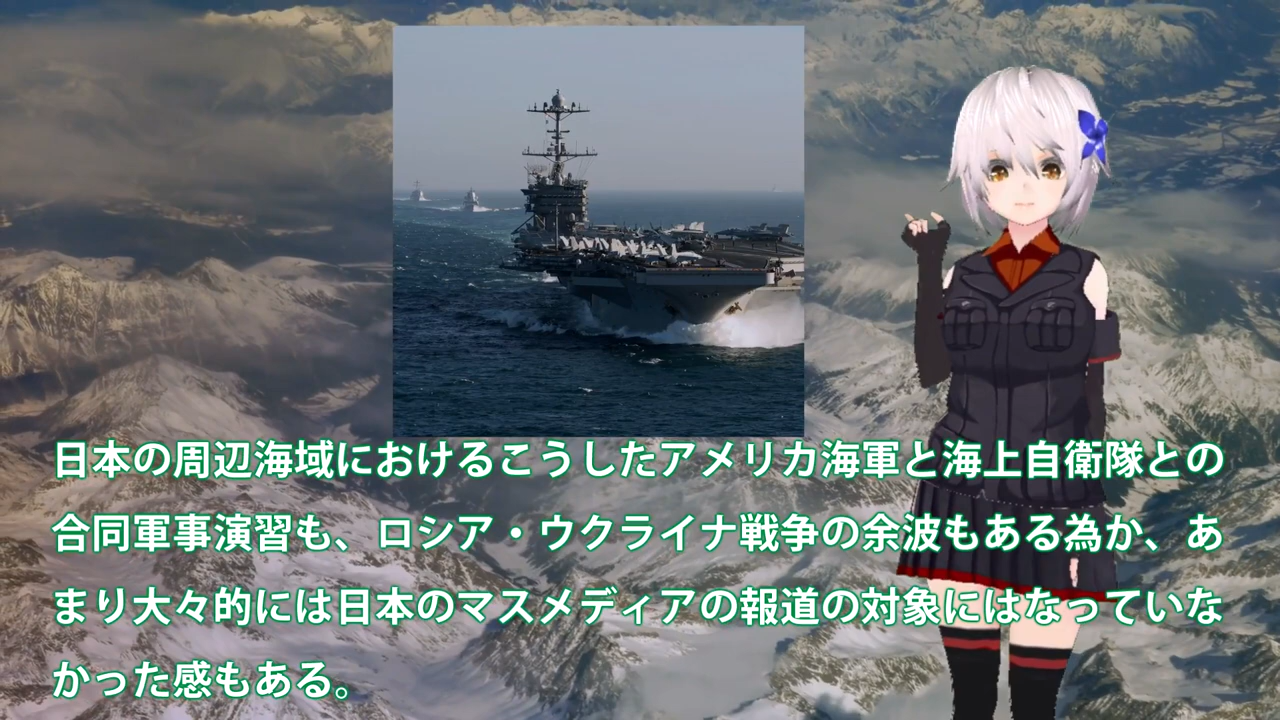 日本の周辺海域におけるこうしたアメリカ海軍と海上自衛隊との
合同軍事演習も、ロシア・ウクライナ戦争の余波もある為か、あ
まり大々的には日本のマスメディアの報道の対象にはなっていな
かった感もある。